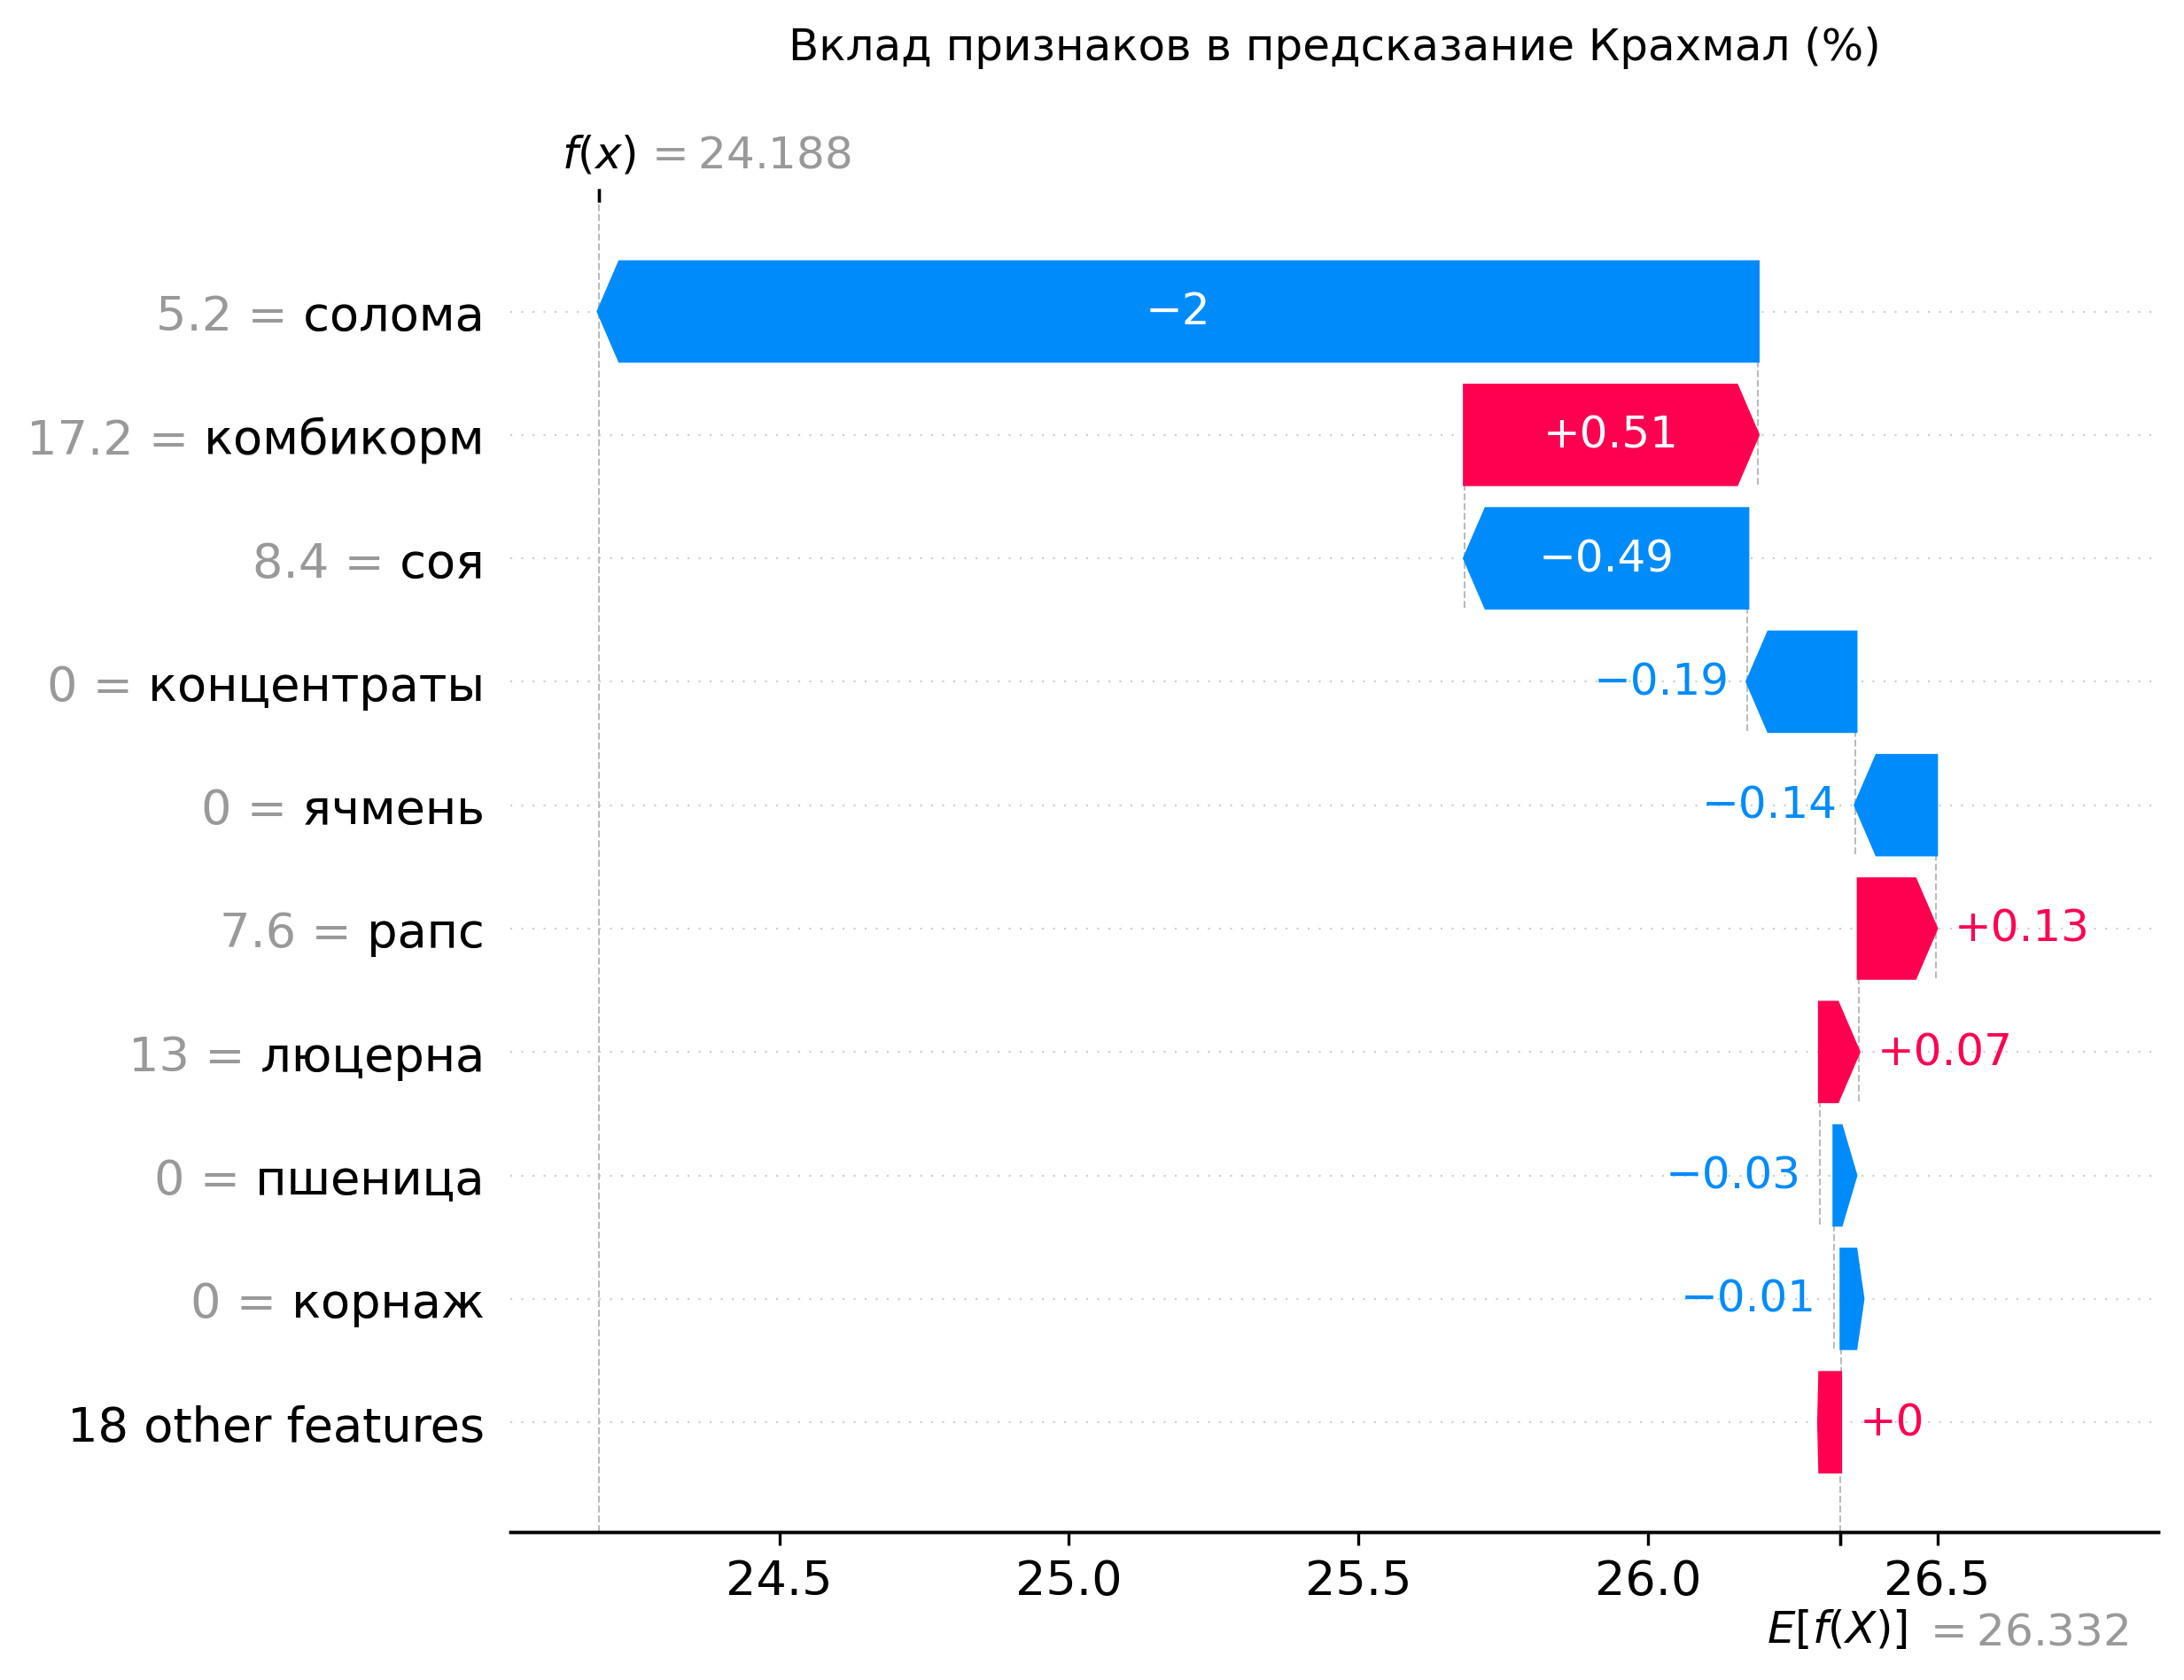 Вклад признаков в предсказание Крахмал (%)
f(x) = 24.188
5.2 = солома −2
17.2 = комбикорм +0.51
8.4 = соя −0.49
0 = концентраты −0.19
0 = ячмень −0.14
7.6 = рапс +0.13
13 = люцерна +0.07
0 = пшеница −0.03
0 = корнаж −0.01
18 other features +0
24.5 25.0 25.5 26.0 26.5
E[f(X)] = 26.332